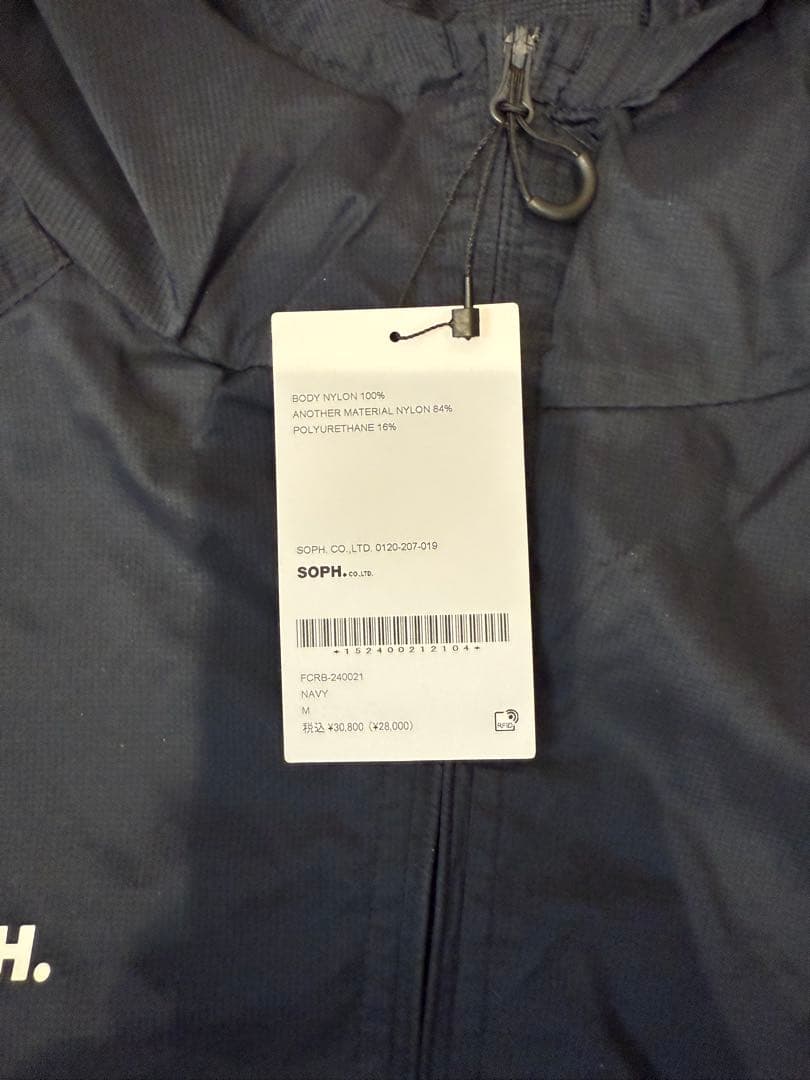 BODY NYLON 100%
ANOTHER MATERIAL NYLON 84%
POLYURETHANE 16%
SOPH. CO.,LTD. 0120-207-019
SOPH. CO.,LTD.
+152400212104+
FCRB-240021
NAVY
M
税込 ¥30,800 (¥28,000)
RFID
H.